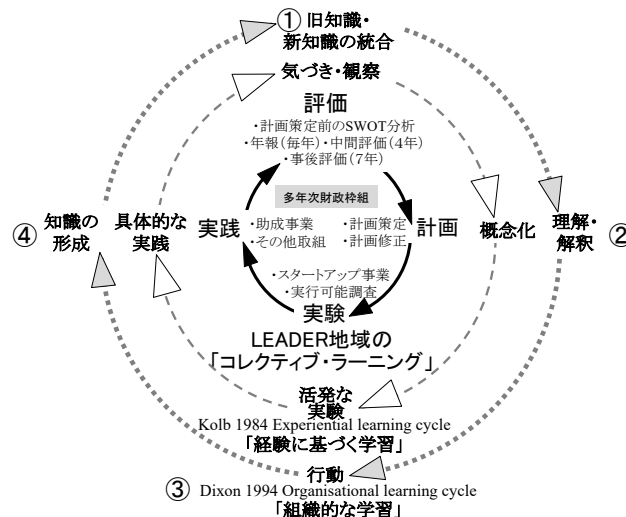 ① 旧知識・
新知識の統合
気づき・観察
評価
・計画策定前のSWOT分析
・年報(毎年)・中間評価(4年)
・事後評価(7年)
多年次財政枠組
④ 知識の
形成
具体的な
実践
実践
・助成事業
・その他取組
・計画策定
・計画修正
計画
概念化
理解・
解釈 ②
・スタートアップ事業
・実行可能調査
実験
LEADER地域の
「コレクティブ・ラーニング」
活発な
実験
Kolb 1984 Experiential learning cycle
「経験に基づく学習」
行動
③ Dixon 1994 Organisational learning cycle
「組織的な学習」